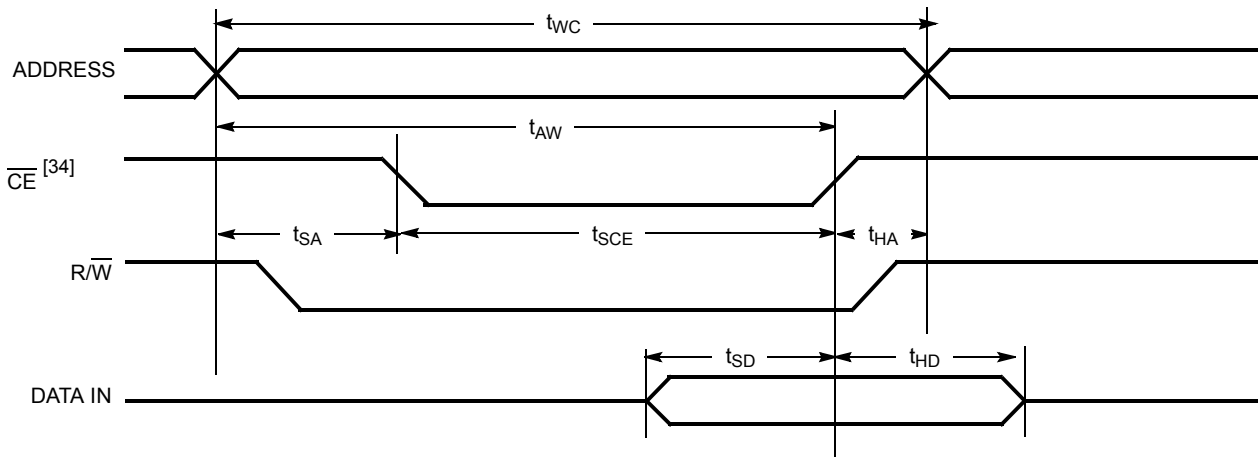 tWC
ADDRESS
tAW
CE [34]
tSA
tSCE
tHA
R/W
tSD
tHD
DATA IN